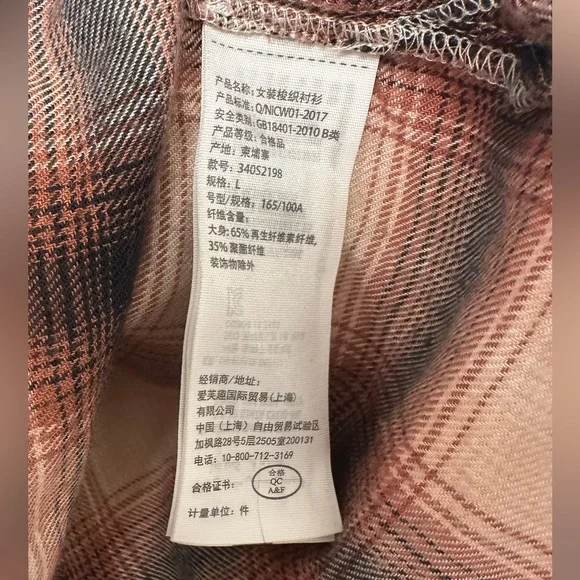 产品名称: 女装梭织衬衫
产品标准: Q/NICW01-2017
安全类别: GB18401-2010 B类
产品等级: 合格品
产地: 柬埔寨
款号: 340S2198
规格: L
号型/规格: 165/100A
纤维含量:
大身: 65% 再生纤维素纤维,
35% 聚酯纤维
装饰物除外
经销商/地址:
爱芙趣国际贸易(上海)
有限公司
中国 (上海) 自由贸易试验区
加枫路28号5层2505室200131
电话: 10-800-712-3169
合格证书: 合格
QC
A&F
计量单位: 件